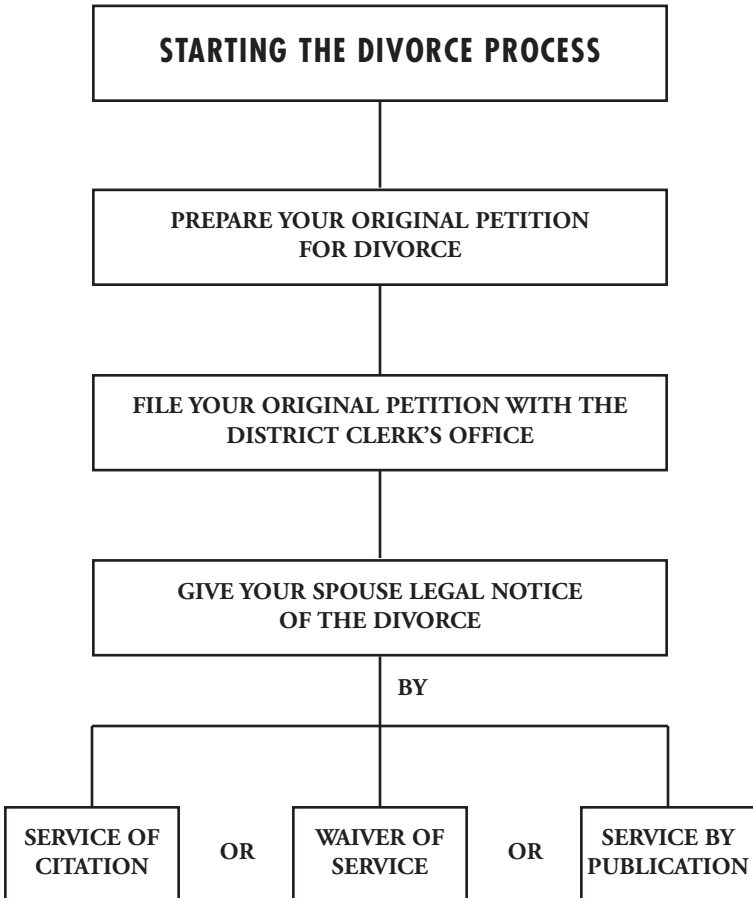 STARTING THE DIVORCE PROCESS
PREPARE YOUR ORIGINAL PETITION
FOR DIVORCE
FILE YOUR ORIGINAL PETITION WITH THE
DISTRICT CLERK'S OFFICE
GIVE YOUR SPOUSE LEGAL NOTICE
OF THE DIVORCE
BY
SERVICE OF
CITATION
OR
WAIVER OF
SERVICE
OR
SERVICE BY
PUBLICATION